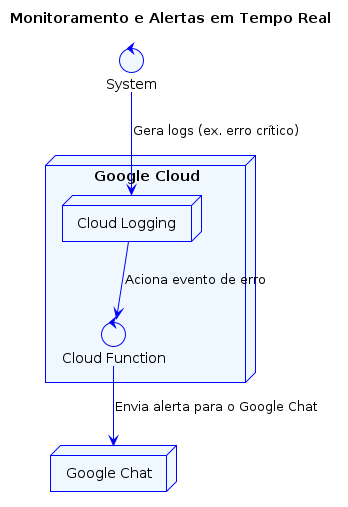 Monitoramento e Alertas em Tempo Real
System
Gera logs (ex. erro crítico)
Google Cloud
Cloud Logging
Aciona evento de erro
Cloud Function
Envia alerta para o Google Chat
Google Chat